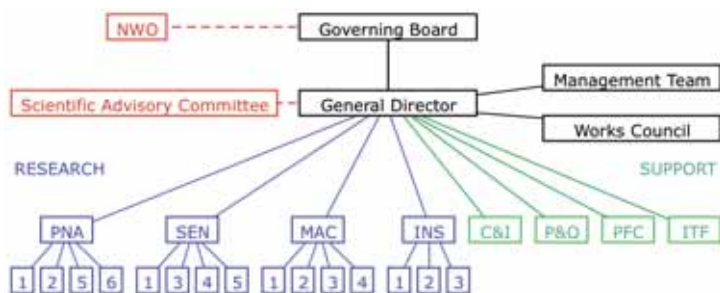 NWO Governing Board
Management Team
Scientific Advisory Committee General Director
Works Council
RESEARCH SUPPORT
PNA SEN MAC INS C&I P&O PFC ITF
1 2 5 6 1 3 4 5 1 2 3 4 1 2 3